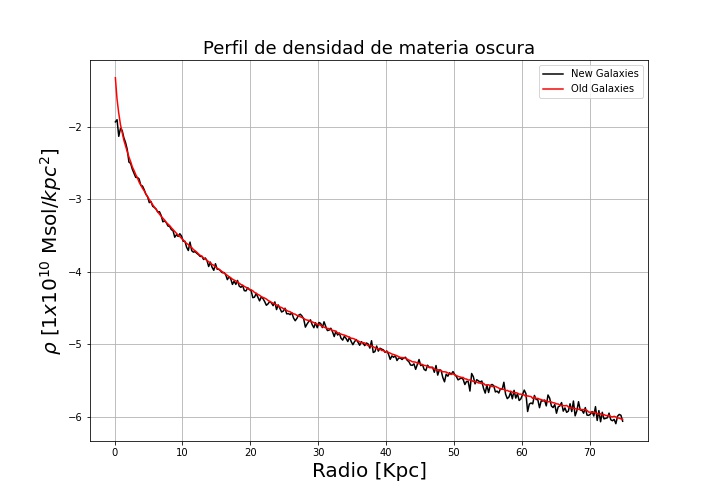 Perfil de densidad de materia oscura
New Galaxies
Old Galaxies
ρ [1x10¹⁰ Msol/kpc²]
−2
−3
−4
−5
−6
0 10 20 30 40 50 60 70
Radio [Kpc]